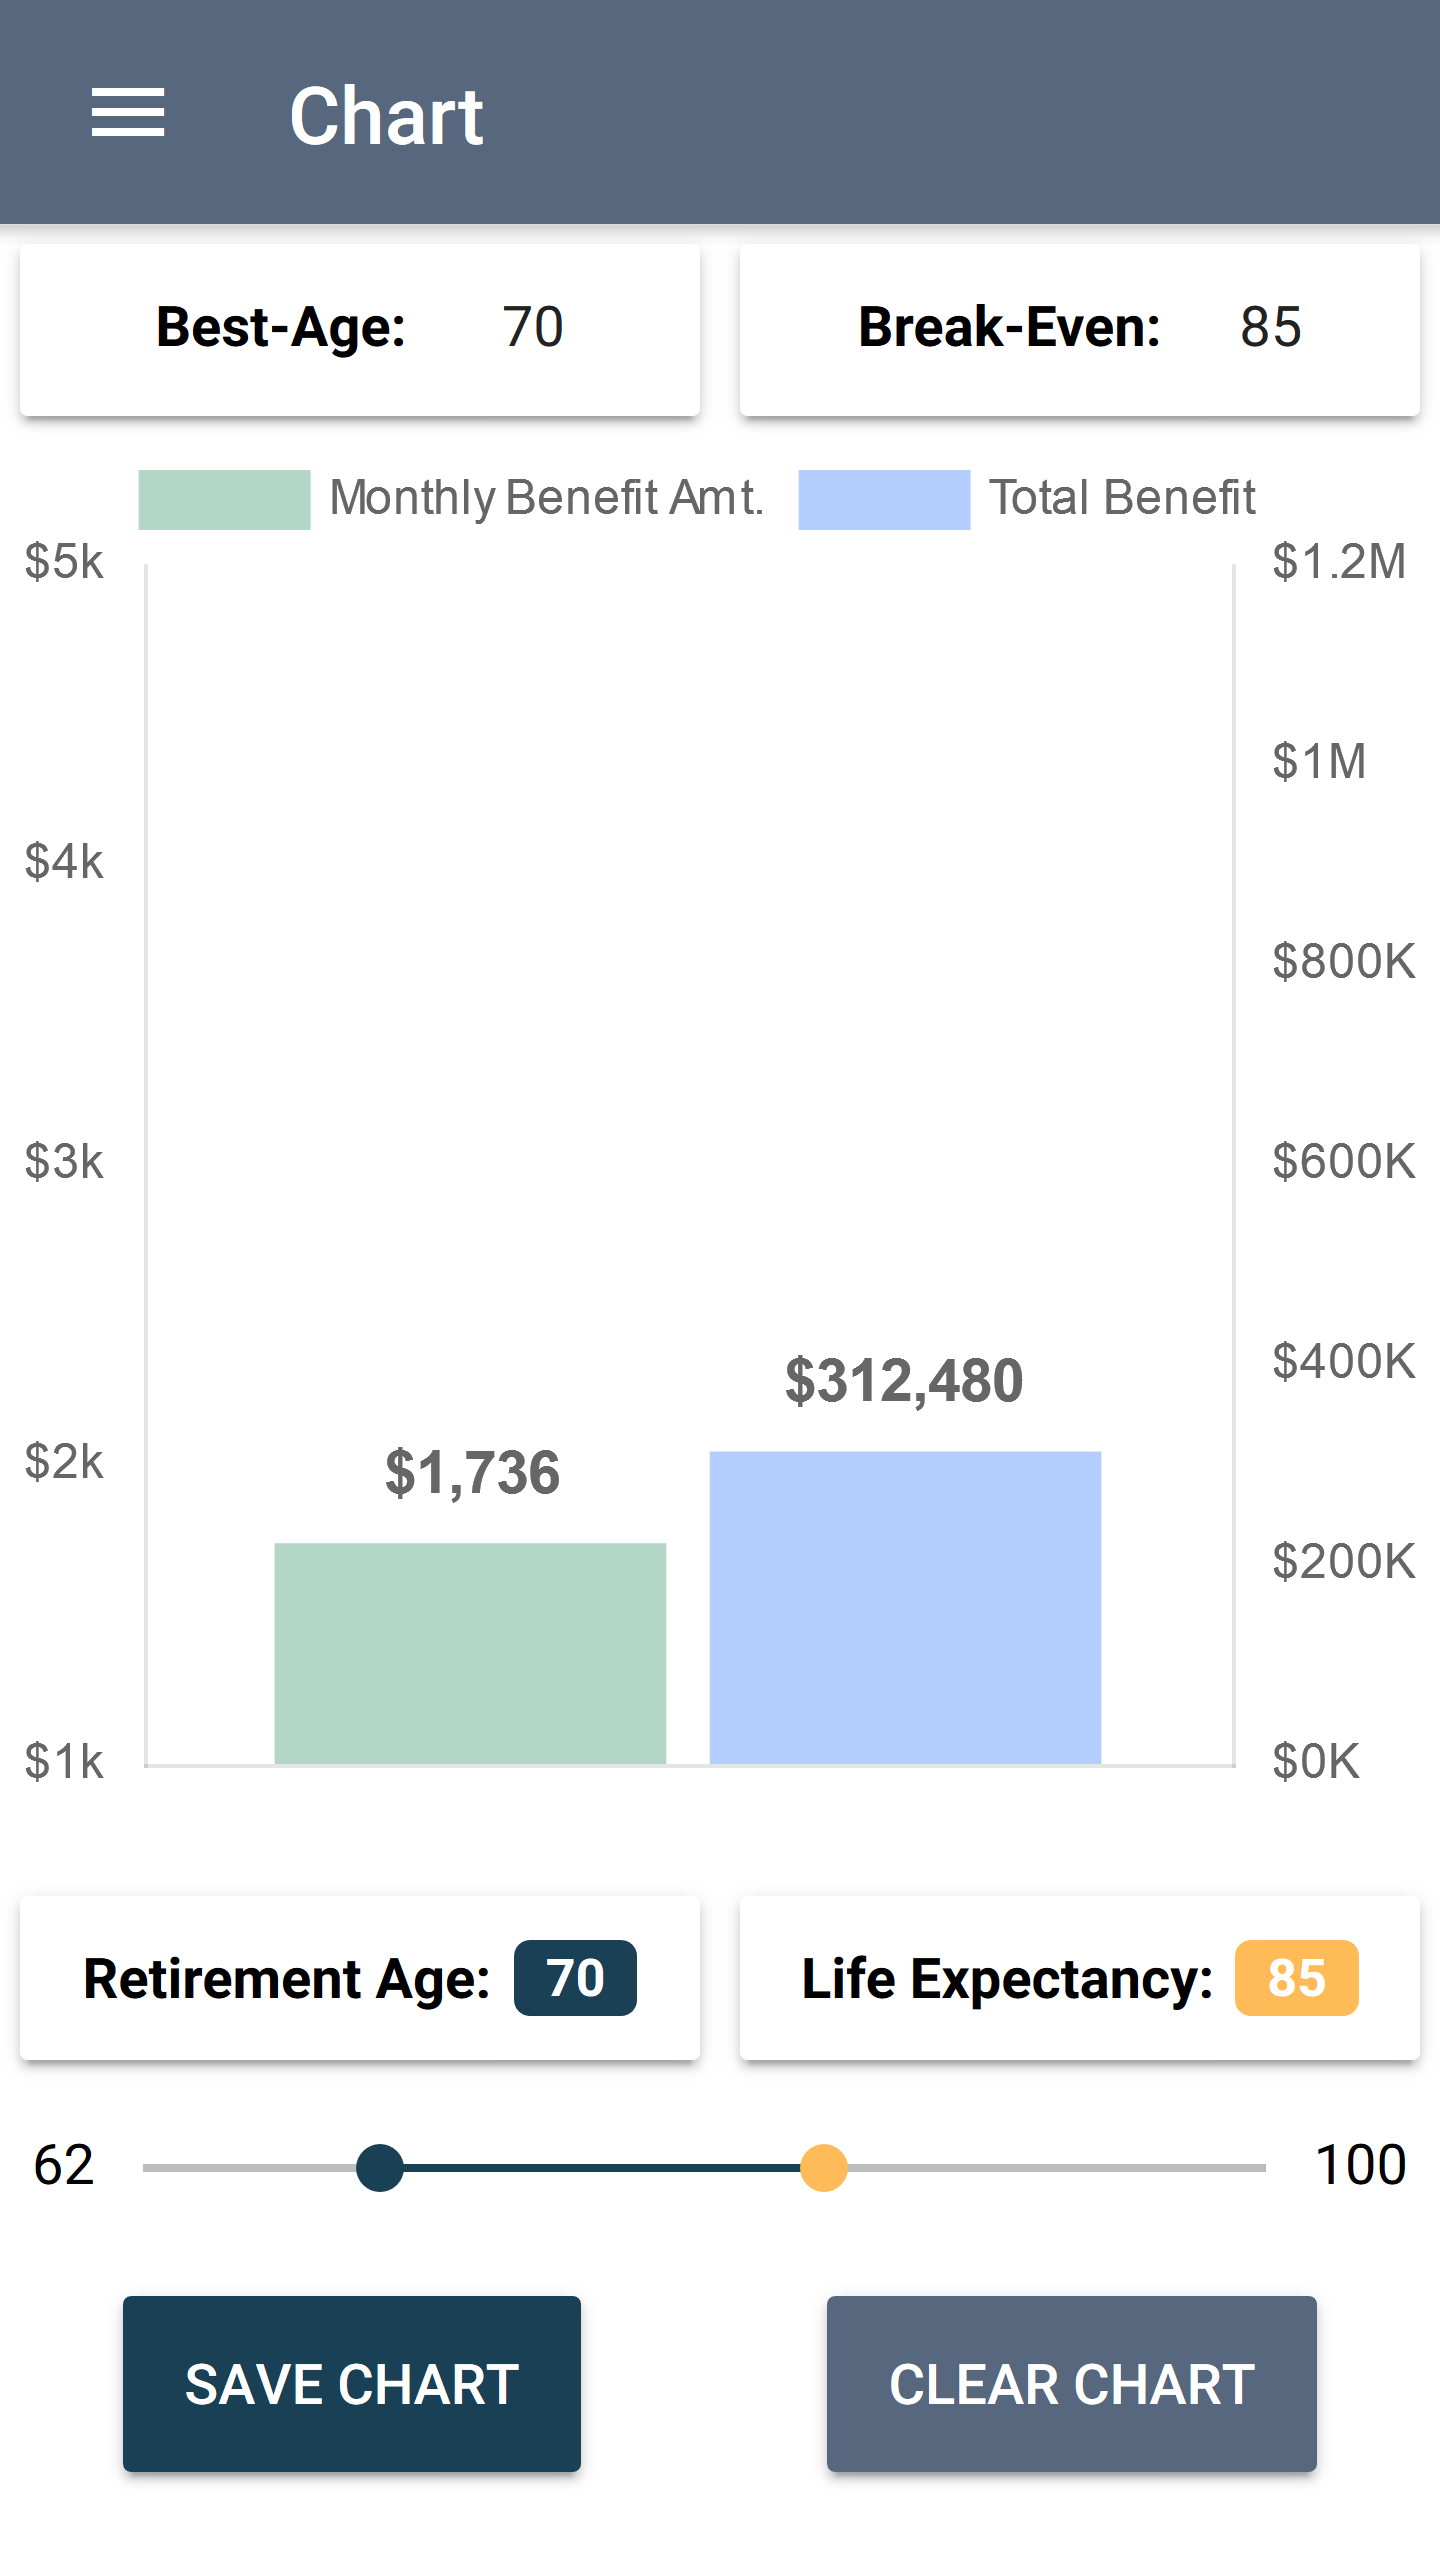 Chart
Best-Age: 70
Break-Even: 85
Monthly Benefit Amt. Total Benefit
$5k
$4k
$3k
$2k
$1k
$1.2M
$1M
$800K
$600K
$400K
$200K
$0K
$312,480
$1,736
Retirement Age: 70
Life Expectancy: 85
62 100
SAVE CHART
CLEAR CHART